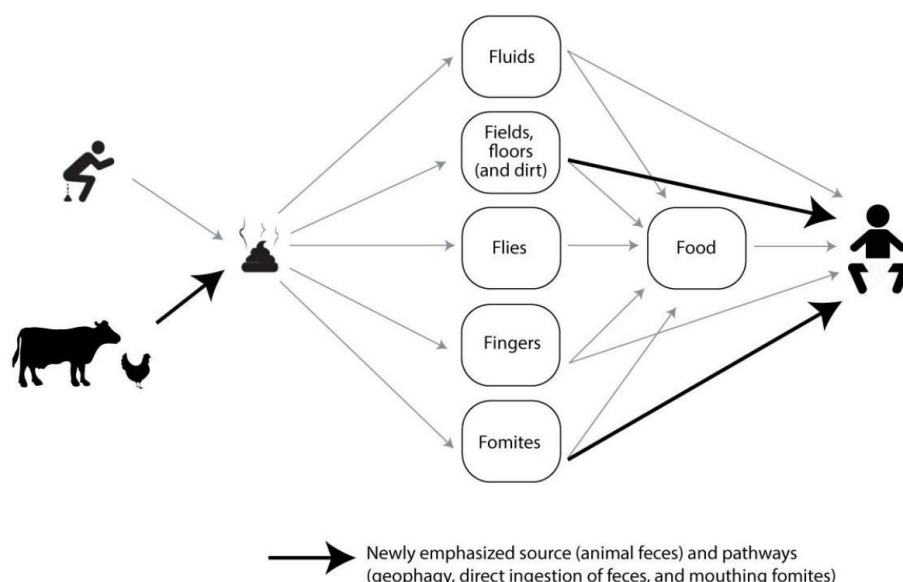 Fluids
Fields,
floors
(and dirt)
Flies
Food
Fingers
Fomites
Newly emphasized source (animal feces) and pathways
(geophagy, direct ingestion of feces, and mouthing fomites)